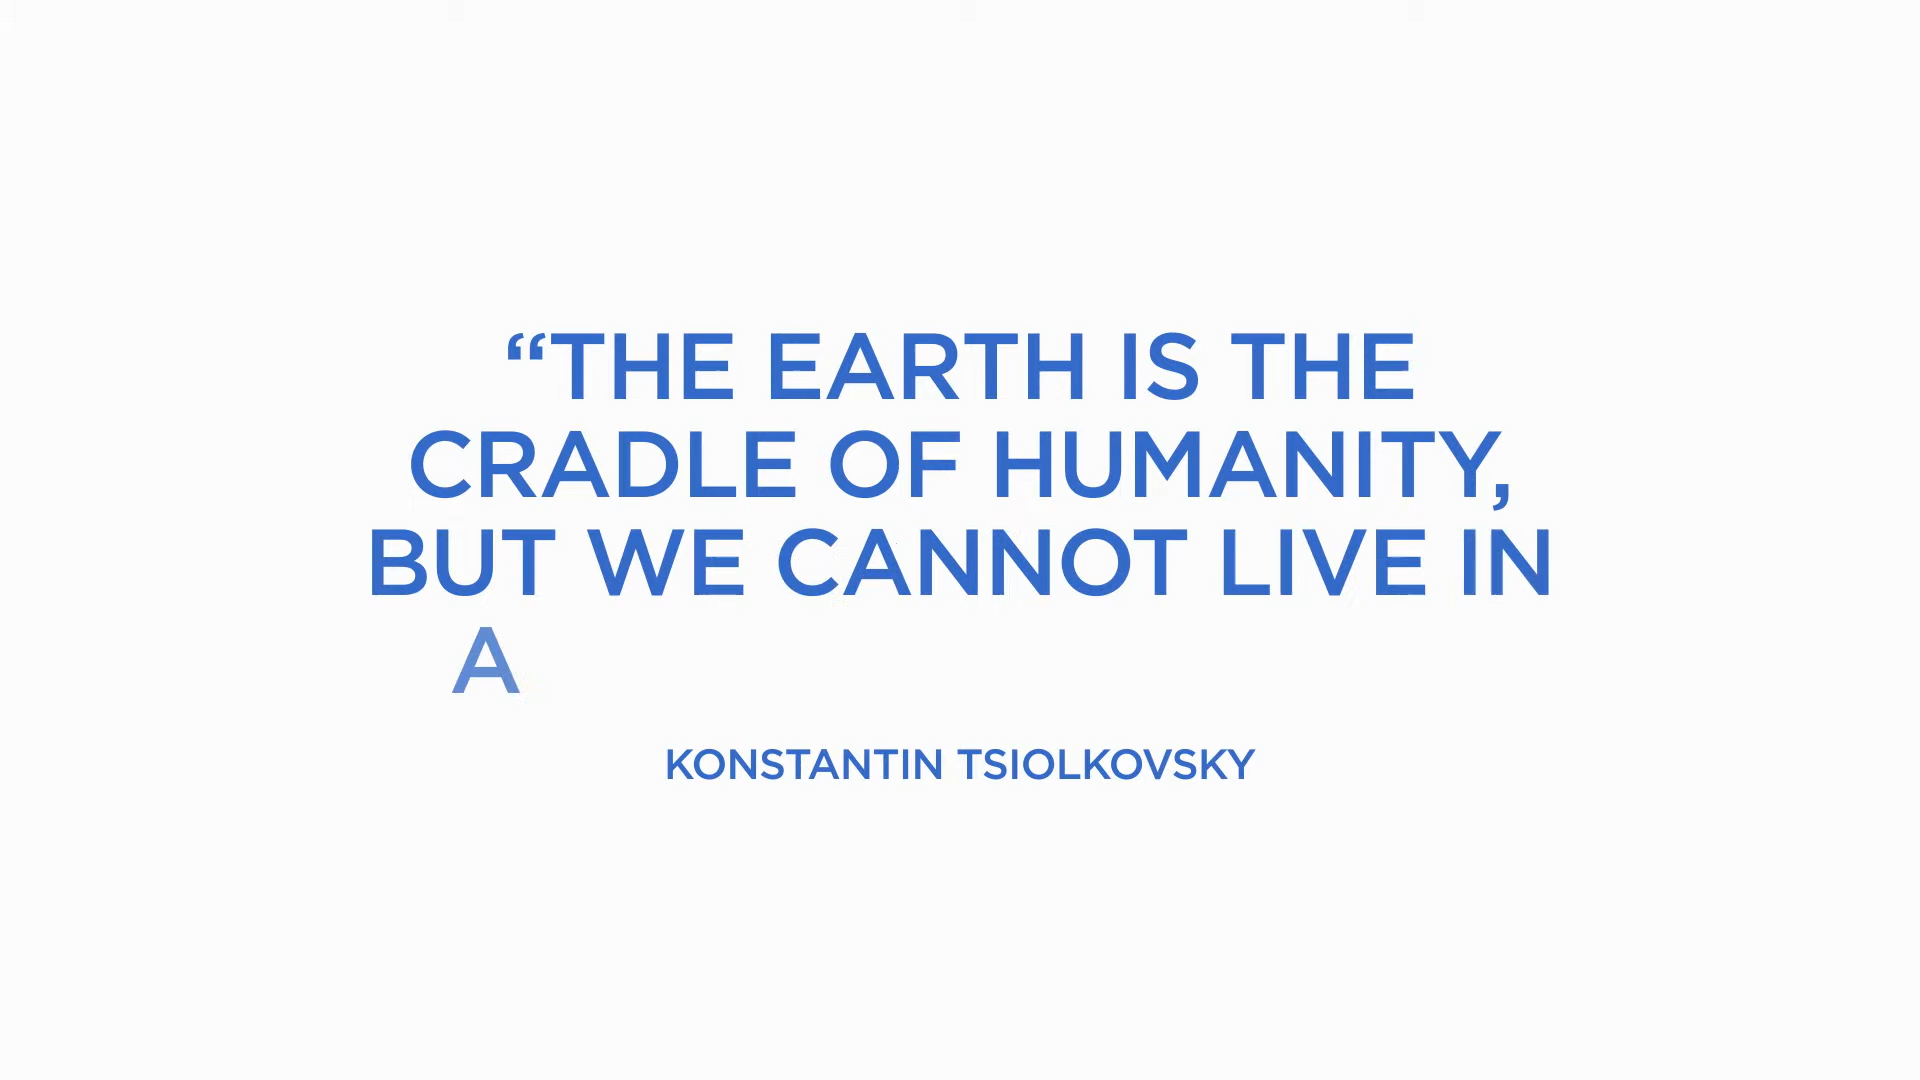 “THE EARTH IS THE
CRADLE OF HUMANITY,
BUT WE CANNOT LIVE IN
A
KONSTANTIN TSIOLKOVSKY